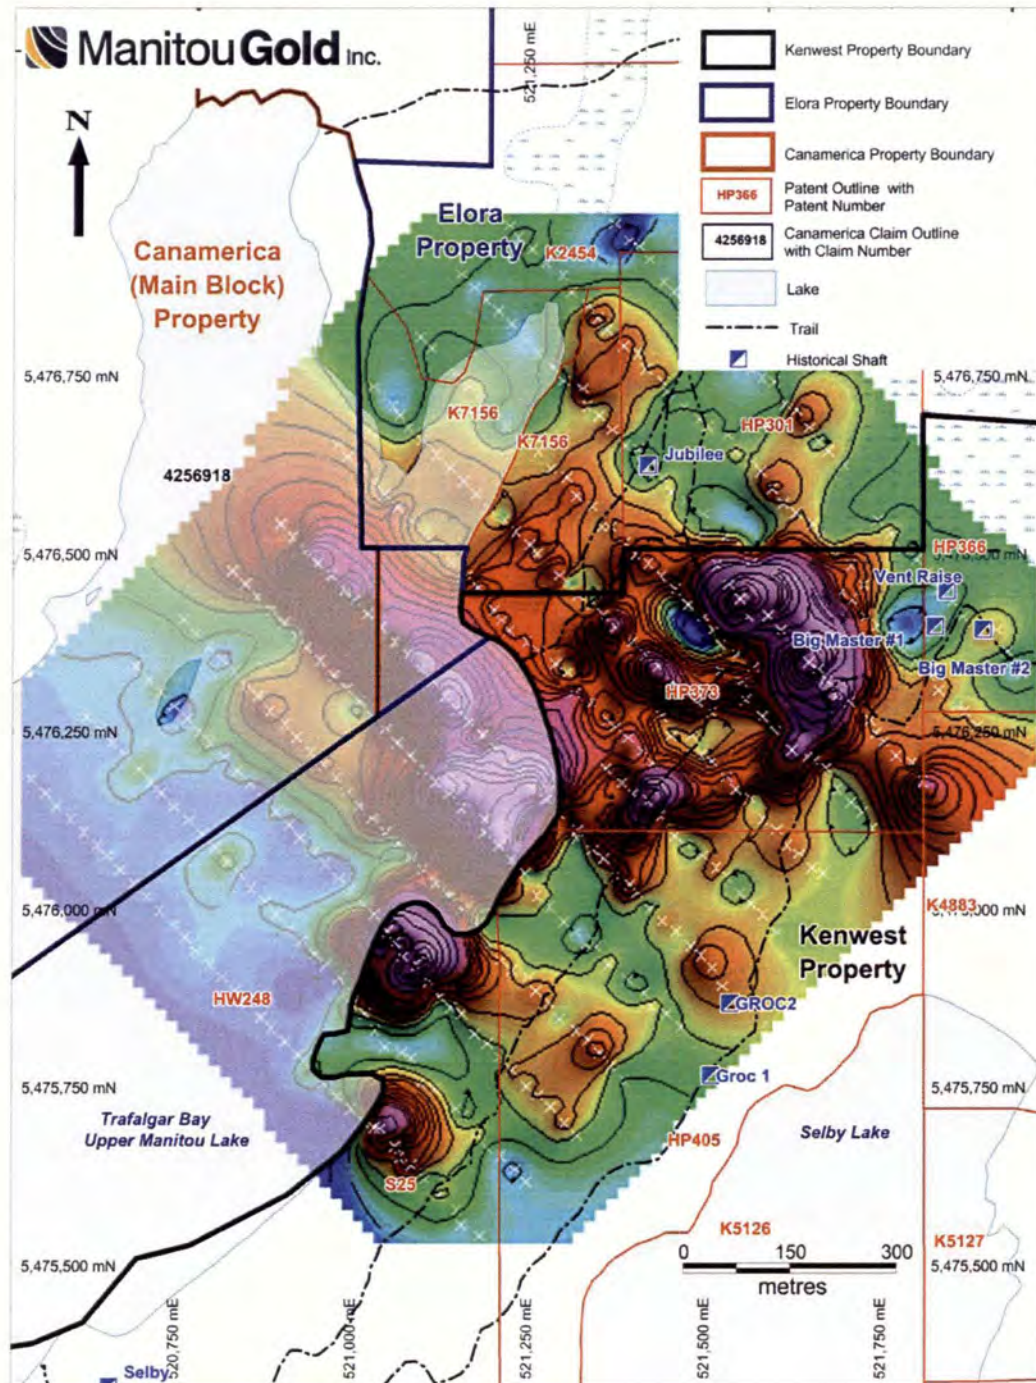 ManitouGold Inc.
N
521,250 mE
Kenwest Property Boundary
Elora Property Boundary
Canamerica Property Boundary
HP366
Patent Outline with
Patent Number
4256918
Canamerica Claim Outline
with Claim Number
Lake
Trail
Historical Shaft
Elora
Property
Canamerica
(Main Block)
Property
K2454
5,476,750 mN
5,476,750 mN
K7156
K7156
HP301
Jubilee
4256918
5,476,500 mN
HP366
Vent Raise
Big Master #1
Big Master #2
HP373
5,476,250 mN
5,476,250 mN
5,476,000 mN
K4883
Kenwest
Property
HW248
GROC2
Groc 1
5,475,750 mN
5,475,750 mN
Trafalgar Bay
Upper Manitou Lake
Selby Lake
HP405
S25
K5126
K5127
0 150 300
metres
5,475,500 mN
5,475,500 mN
520,750 mE
521,000 mE
521,250 mE
521,500 mE
521,750 mE
Selby